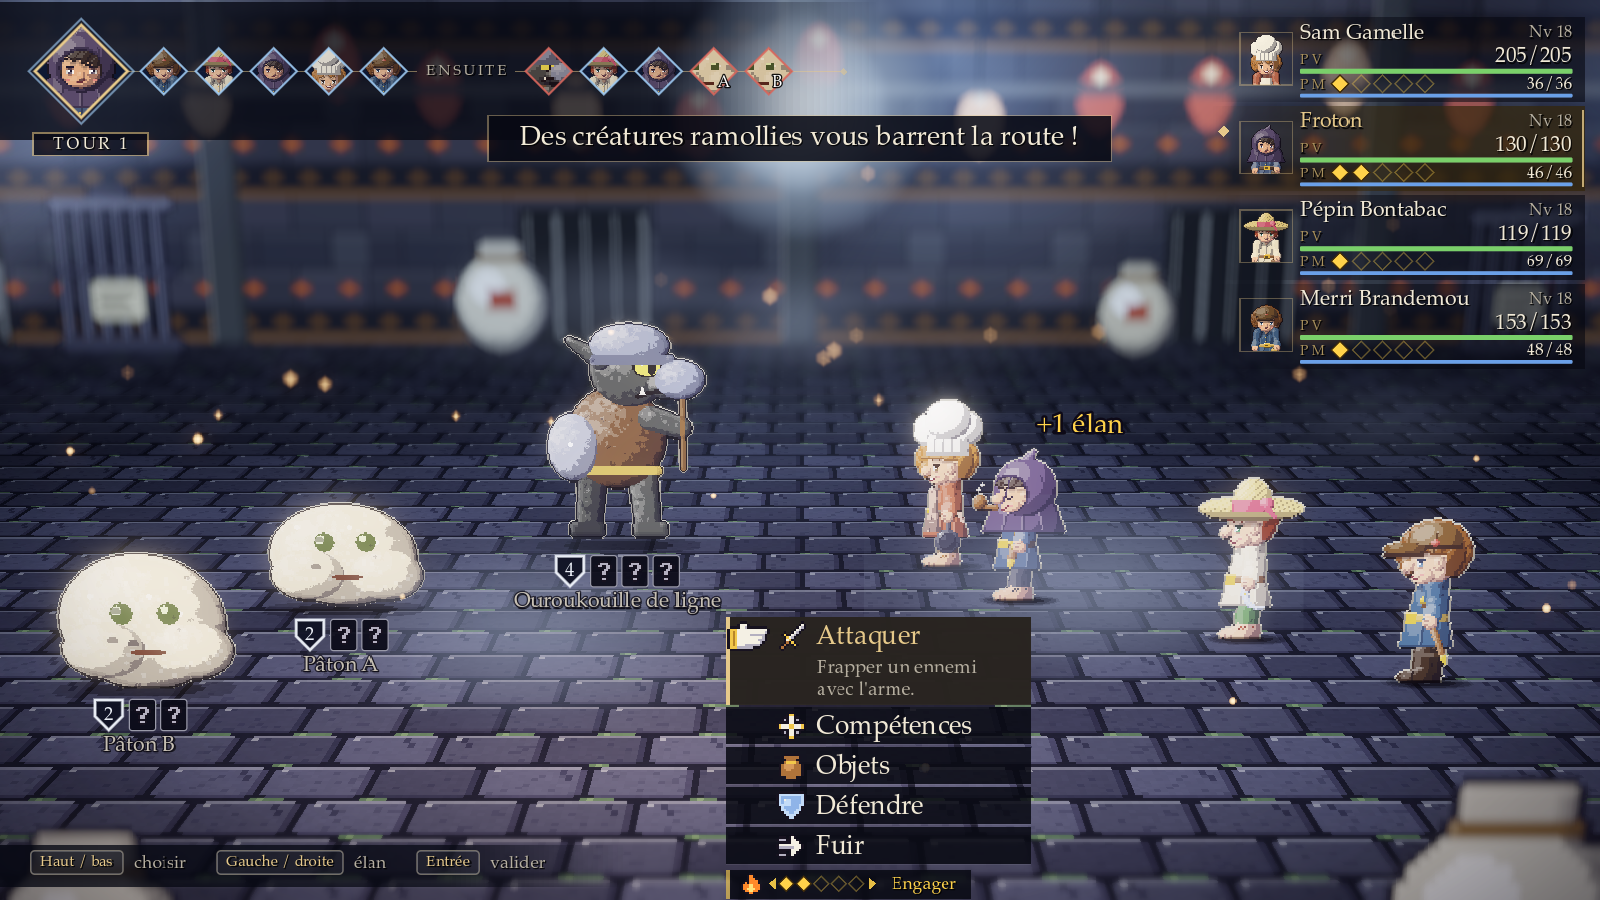 ENSUITE
A
B
TOUR 1
Des créatures ramollies vous barrent la route !
Sam Gamelle Nv 18
PV 205/205
PM 36/36
Froton Nv 18
PV 130/130
PM 46/46
Pépin Bontabac Nv 18
PV 119/119
PM 69/69
Merri Brandemou Nv 18
PV 153/153
PM 48/48
+1 élan
4 ? ? ?
Ouroukouille de ligne
2 ? ?
Pâton A
2 ? ?
Pâton B
Attaquer
Frapper un ennemi
avec l'arme.
Compétences
Objets
Défendre
Fuir
Engager
Haut / bas choisir Gauche / droite élan Entrée valider